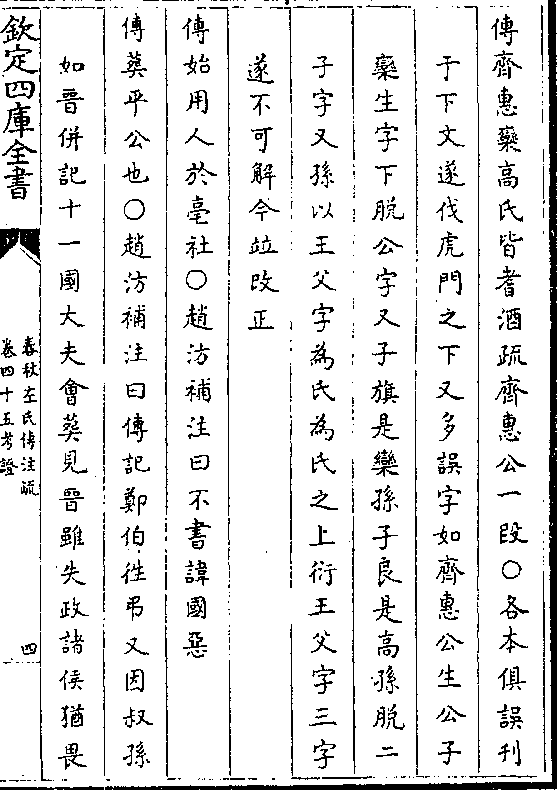 傳齊惠欒高氏皆耆酒疏齊惠公一段○各本俱誤刋
于下文遂伐虎門之下又多誤字如齊惠公生公子
欒生字下脫公字又子旗是欒孫子良是高孫脫二
子字又孫以王父字為氏為氏之上衍王父字三字
遂不可解今竝改正
傳始用人於亳社○趙汸補注曰不書諱國惡
傳葬平公也○趙汸補注曰傳記鄭伯徃弔又因叔孫
如晉併記十一國大夫會葬見晉雖失政諸侯猶畏
欽定四庫全書
春秋左氏傳注疏
卷四十五考證
四